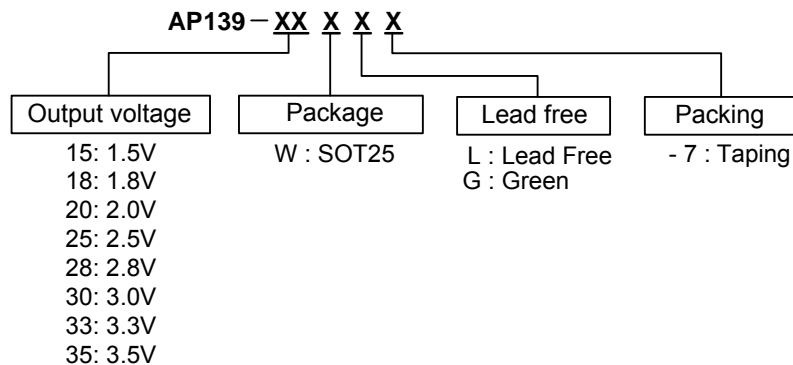 AP139 – XX X X X
Output voltage
15: 1.5V
18: 1.8V
20: 2.0V
25: 2.5V
28: 2.8V
30: 3.0V
33: 3.3V
35: 3.5V
Package
W : SOT25
Lead free
L : Lead Free
G : Green
Packing
- 7 : Taping